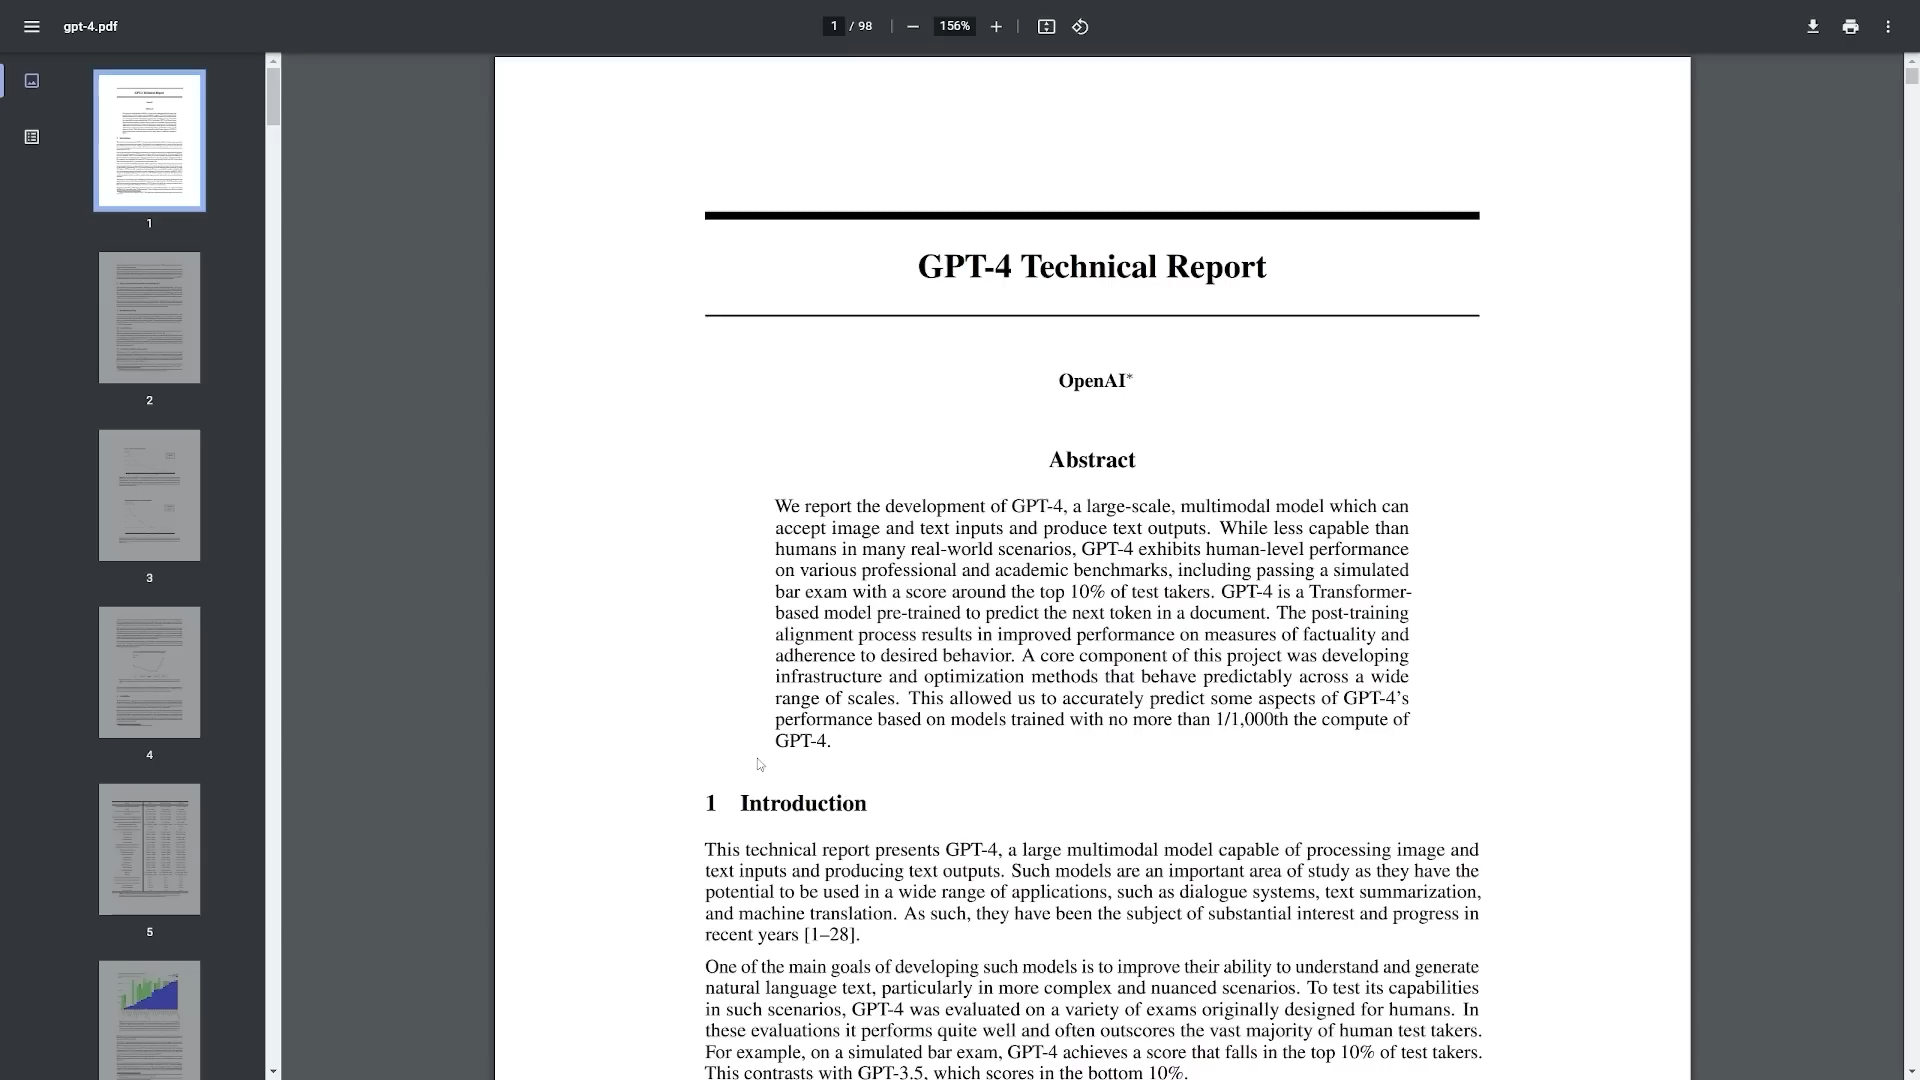 gpt-4.pdf
1 / 98
156%
1
2
3
4
5
GPT-4 Technical Report
OpenAI*
Abstract
We report the development of GPT-4, a large-scale, multimodal model which can
accept image and text inputs and produce text outputs. While less capable than
humans in many real-world scenarios, GPT-4 exhibits human-level performance
on various professional and academic benchmarks, including passing a simulated
bar exam with a score around the top 10% of test takers. GPT-4 is a Transformer-
based model pre-trained to predict the next token in a document. The post-training
alignment process results in improved performance on measures of factuality and
adherence to desired behavior. A core component of this project was developing
infrastructure and optimization methods that behave predictably across a wide
range of scales. This allowed us to accurately predict some aspects of GPT-4’s
performance based on models trained with no more than 1/1,000th the compute of
GPT-4.
1 Introduction
This technical report presents GPT-4, a large multimodal model capable of processing image and
text inputs and producing text outputs. Such models are an important area of study as they have the
potential to be used in a wide range of applications, such as dialogue systems, text summarization,
and machine translation. As such, they have been the subject of substantial interest and progress in
recent years [1–28].
One of the main goals of developing such models is to improve their ability to understand and generate
natural language text, particularly in more complex and nuanced scenarios. To test its capabilities
in such scenarios, GPT-4 was evaluated on a variety of exams originally designed for humans. In
these evaluations it performs quite well and often outscores the vast majority of human test takers.
For example, on a simulated bar exam, GPT-4 achieves a score that falls in the top 10% of test takers.
This contrasts with GPT-3.5, which scores in the bottom 10%.